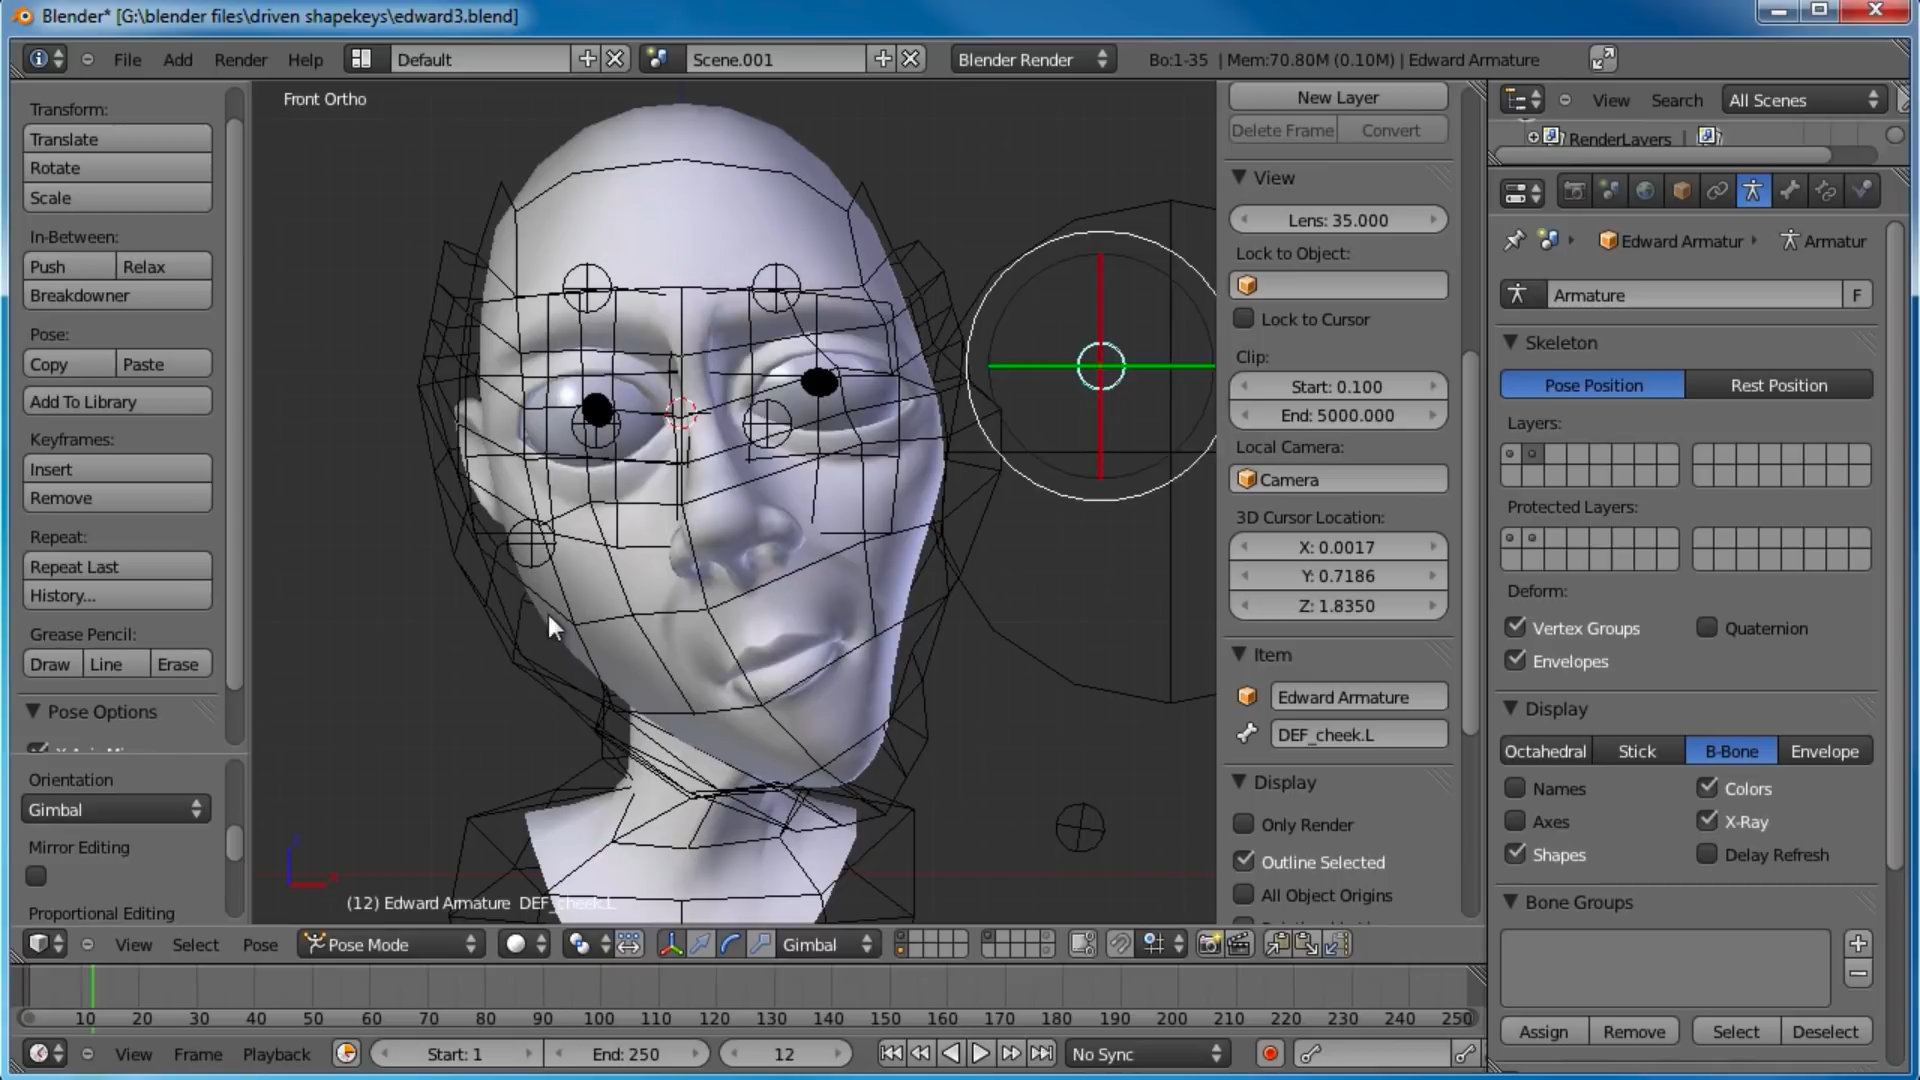 Blender* [G:\blender files\driven shapekeys\edward3.blend]
File Add Render Help Default Scene.001 Blender Render Bo:1-35 | Mem:70.80M (0.10M) | Edward Armature
Transform:
Translate
Rotate
Scale
In-Between:
Push Relax
Breakdowner
Pose:
Copy Paste
Add To Library
Keyframes:
Insert
Remove
Repeat:
Repeat Last
History...
Grease Pencil:
Draw Line Erase
Pose Options
Orientation
Gimbal
Mirror Editing
Proportional Editing
Front Ortho
(12) Edward Armature DEF_cheek.L
New Layer
Delete Frame Convert
View
Lens: 35.000
Lock to Object:
Lock to Cursor
Clip:
Start: 0.100
End: 5000.000
Local Camera:
Camera
3D Cursor Location:
X: 0.0017
Y: 0.7186
Z: 1.8350
Item
Edward Armature
DEF_cheek.L
Display
Only Render
Outline Selected
All Object Origins
View Search All Scenes
RenderLayers |
Edward Armatur Armatur
Armature F
Skeleton
Pose Position Rest Position
Layers:
Protected Layers:
Deform:
Vertex Groups Quaternion
Envelopes
Display
Octahedral Stick B-Bone Envelope
Names Colors
Axes X-Ray
Shapes Delay Refresh
Bone Groups
Assign Remove Select Deselect
View Select Pose Pose Mode Gimbal
10 20 30 40 50 60 70 80 90 100 110 120 130 140 150 160 170 180 190 200 210 220 230 240 250
View Frame Playback Start: 1 End: 250 12 No Sync